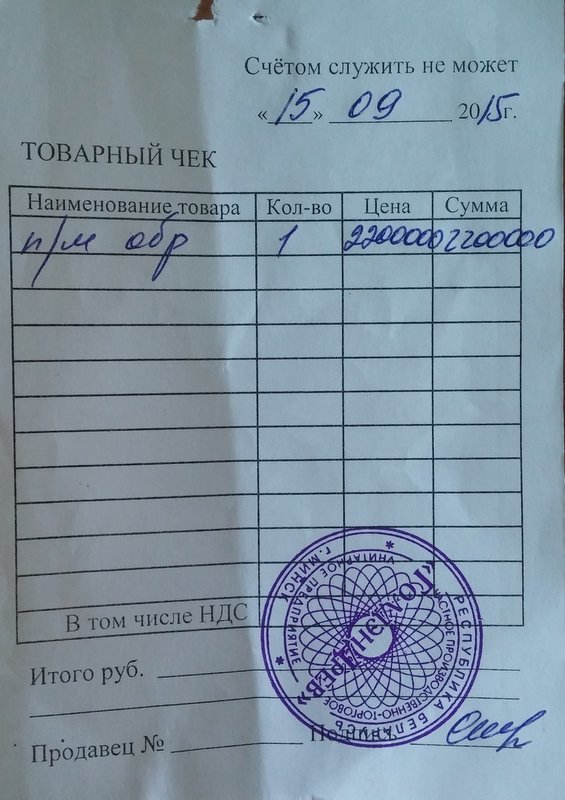 Счётом служить не может
«15» 09 2015г.
ТОВАРНЫЙ ЧЕК
Наименование товара Кол-во Цена Сумма
п/м обр 1 2200000 2200000
В том числе НДС
Итого руб.
Продавец № Подпись
РЕСПУБЛИКА БЕЛАРУСЬ * Г. МИНСК *
ЧАСТНОЕ ПРОИЗВОДСТВЕННО-ТОРГОВОЕ УНИТАРНОЕ ПРЕДПРИЯТИЕ